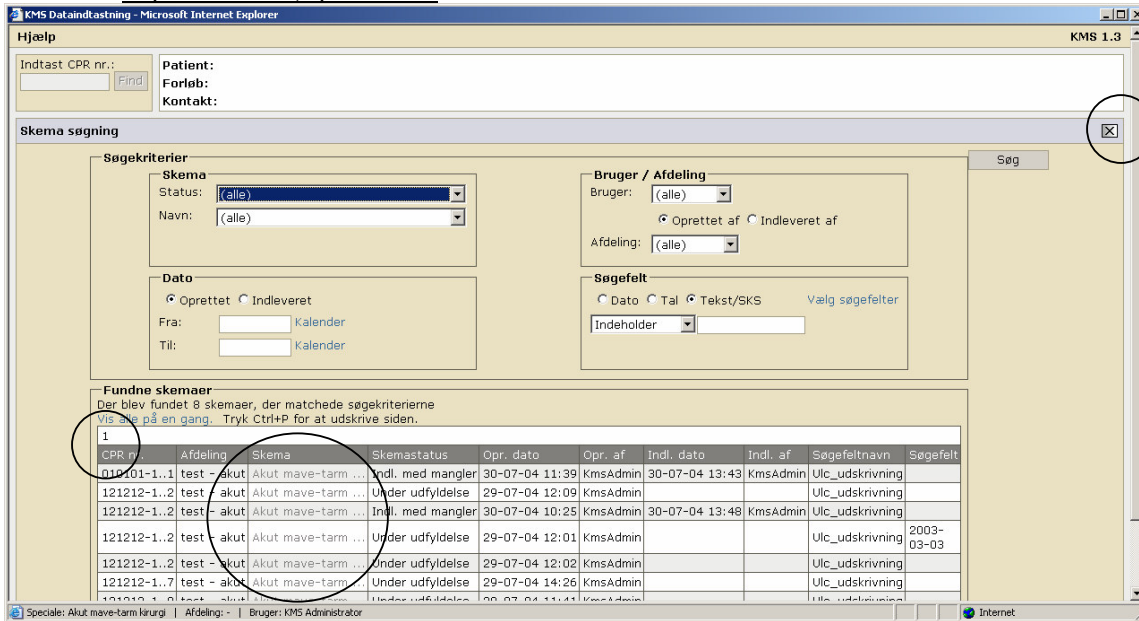 KMS Dataindtastning - Microsoft Internet Explorer
Hjælp KMS 1.3
Indtast CPR nr.:
Find
Patient:
Forløb:
Kontakt:
Skema søgning
Søg
Søgekriterier
Skema
Status: (alle)
Navn: (alle)
Bruger / Afdeling
Bruger: (alle)
Oprettet af Indleveret af
Afdeling: (alle)
Dato
Oprettet Indleveret
Fra: Kalender
Til: Kalender
Søgefelt
Dato Tal Tekst/SKS Vælg søgefelter
Indeholder
Fundne skemaer
Der blev fundet 8 skemaer, der matchede søgekriterierne
Vis alle på en gang. Tryk Ctrl+P for at udskrive siden.
1
CPR nr. Afdeling Skema Skemastatus Opr. dato Opr. af Indl. dato Indl. af Søgefeltnavn Søgefelt
010101-1..1 test - akut Akut mave-tarm ... Indl. med mangler 30-07-04 11:39 KmsAdmin 30-07-04 13:43 KmsAdmin Ulc_udskrivning
121212-1..2 test - akut Akut mave-tarm ... Under udfyldelse 29-07-04 12:09 KmsAdmin Ulc_udskrivning
121212-1..2 test - akut Akut mave-tarm ... Indl. med mangler 30-07-04 10:25 KmsAdmin 30-07-04 13:48 KmsAdmin Ulc_udskrivning
121212-1..2 test - akut Akut mave-tarm ... Under udfyldelse 29-07-04 12:01 KmsAdmin Ulc_udskrivning 2003-03-03
121212-1..2 test - akut Akut mave-tarm ... Under udfyldelse 29-07-04 12:02 KmsAdmin Ulc_udskrivning
121212-1..7 test - akut Akut mave-tarm ... Under udfyldelse 29-07-04 14:26 KmsAdmin Ulc_udskrivning
Speciale: Akut mave-tarm kirurgi | Afdeling: - | Bruger: KMS Administrator Internet